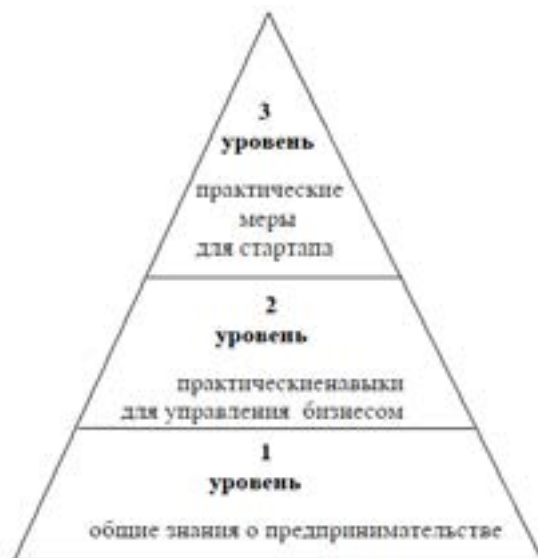 3
уровень
практические
меры
для стартапа
2
уровень
практическиенавыки
для управления бизнесом
1
уровень
общие знания о предпринимательстве